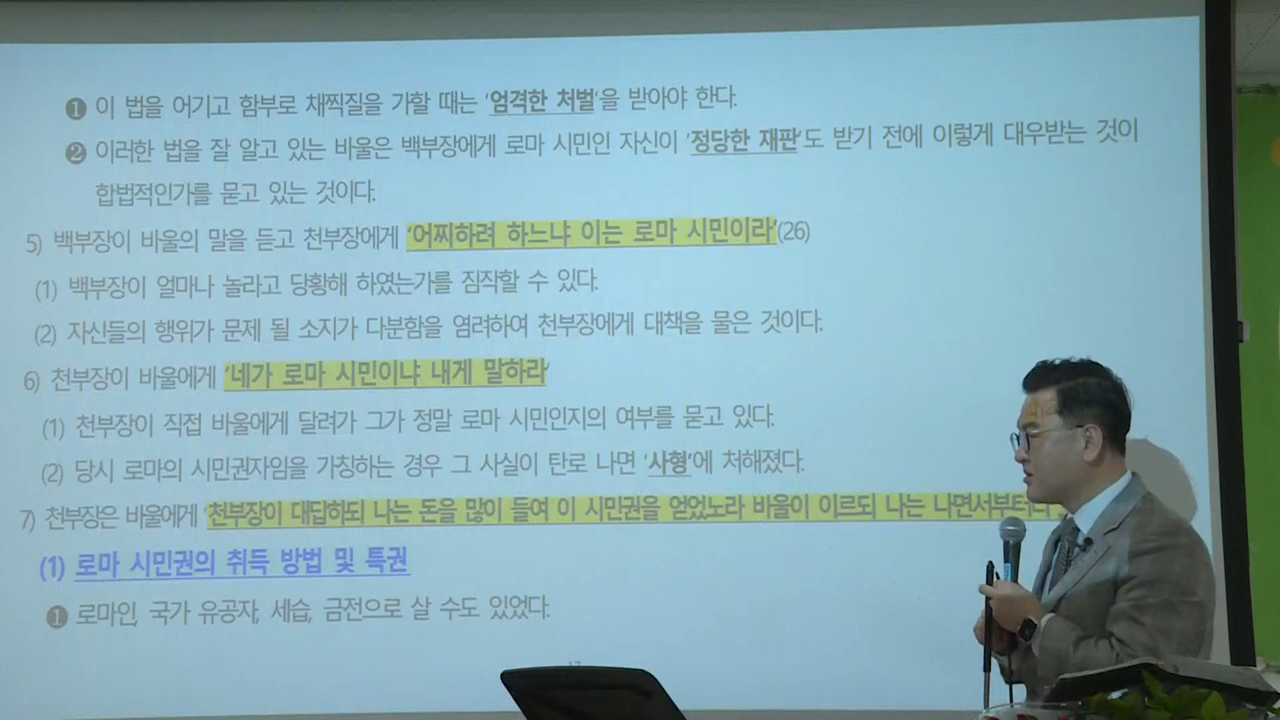 ❶ 이 법을 어기고 함부로 채찍질을 가할 때는 '엄격한 처벌'을 받아야 한다.
❷ 이러한 법을 잘 알고 있는 바울은 백부장에게 로마 시민인 자신이 '정당한 재판'도 받기 전에 이렇게 대우받는 것이
합법적인가를 묻고 있는 것이다.
5) 백부장이 바울의 말을 듣고 천부장에게 '어찌하려 하느냐 이는 로마 시민이라'(26)
(1) 백부장이 얼마나 놀라고 당황해 하였는가를 짐작할 수 있다.
(2) 자신들의 행위가 문제 될 소지가 다분함을 염려하여 천부장에게 대책을 물은 것이다.
6) 천부장이 바울에게 '네가 로마 시민이냐 내게 말하라'
(1) 천부장이 직접 바울에게 달려가 그가 정말 로마 시민인지의 여부를 묻고 있다.
(2) 당시 로마의 시민권자임을 가칭하는 경우 그 사실이 탄로 나면 '사형'에 처해졌다.
7) 천부장은 바울에게 '천부장이 대답하되 나는 돈을 많이 들여 이 시민권을 얻었노라 바울이 이르되 나는 나면서부터
(1) 로마 시민권의 취득 방법 및 특권
❶ 로마인, 국가 유공자, 세습, 금전으로 살 수도 있었다.